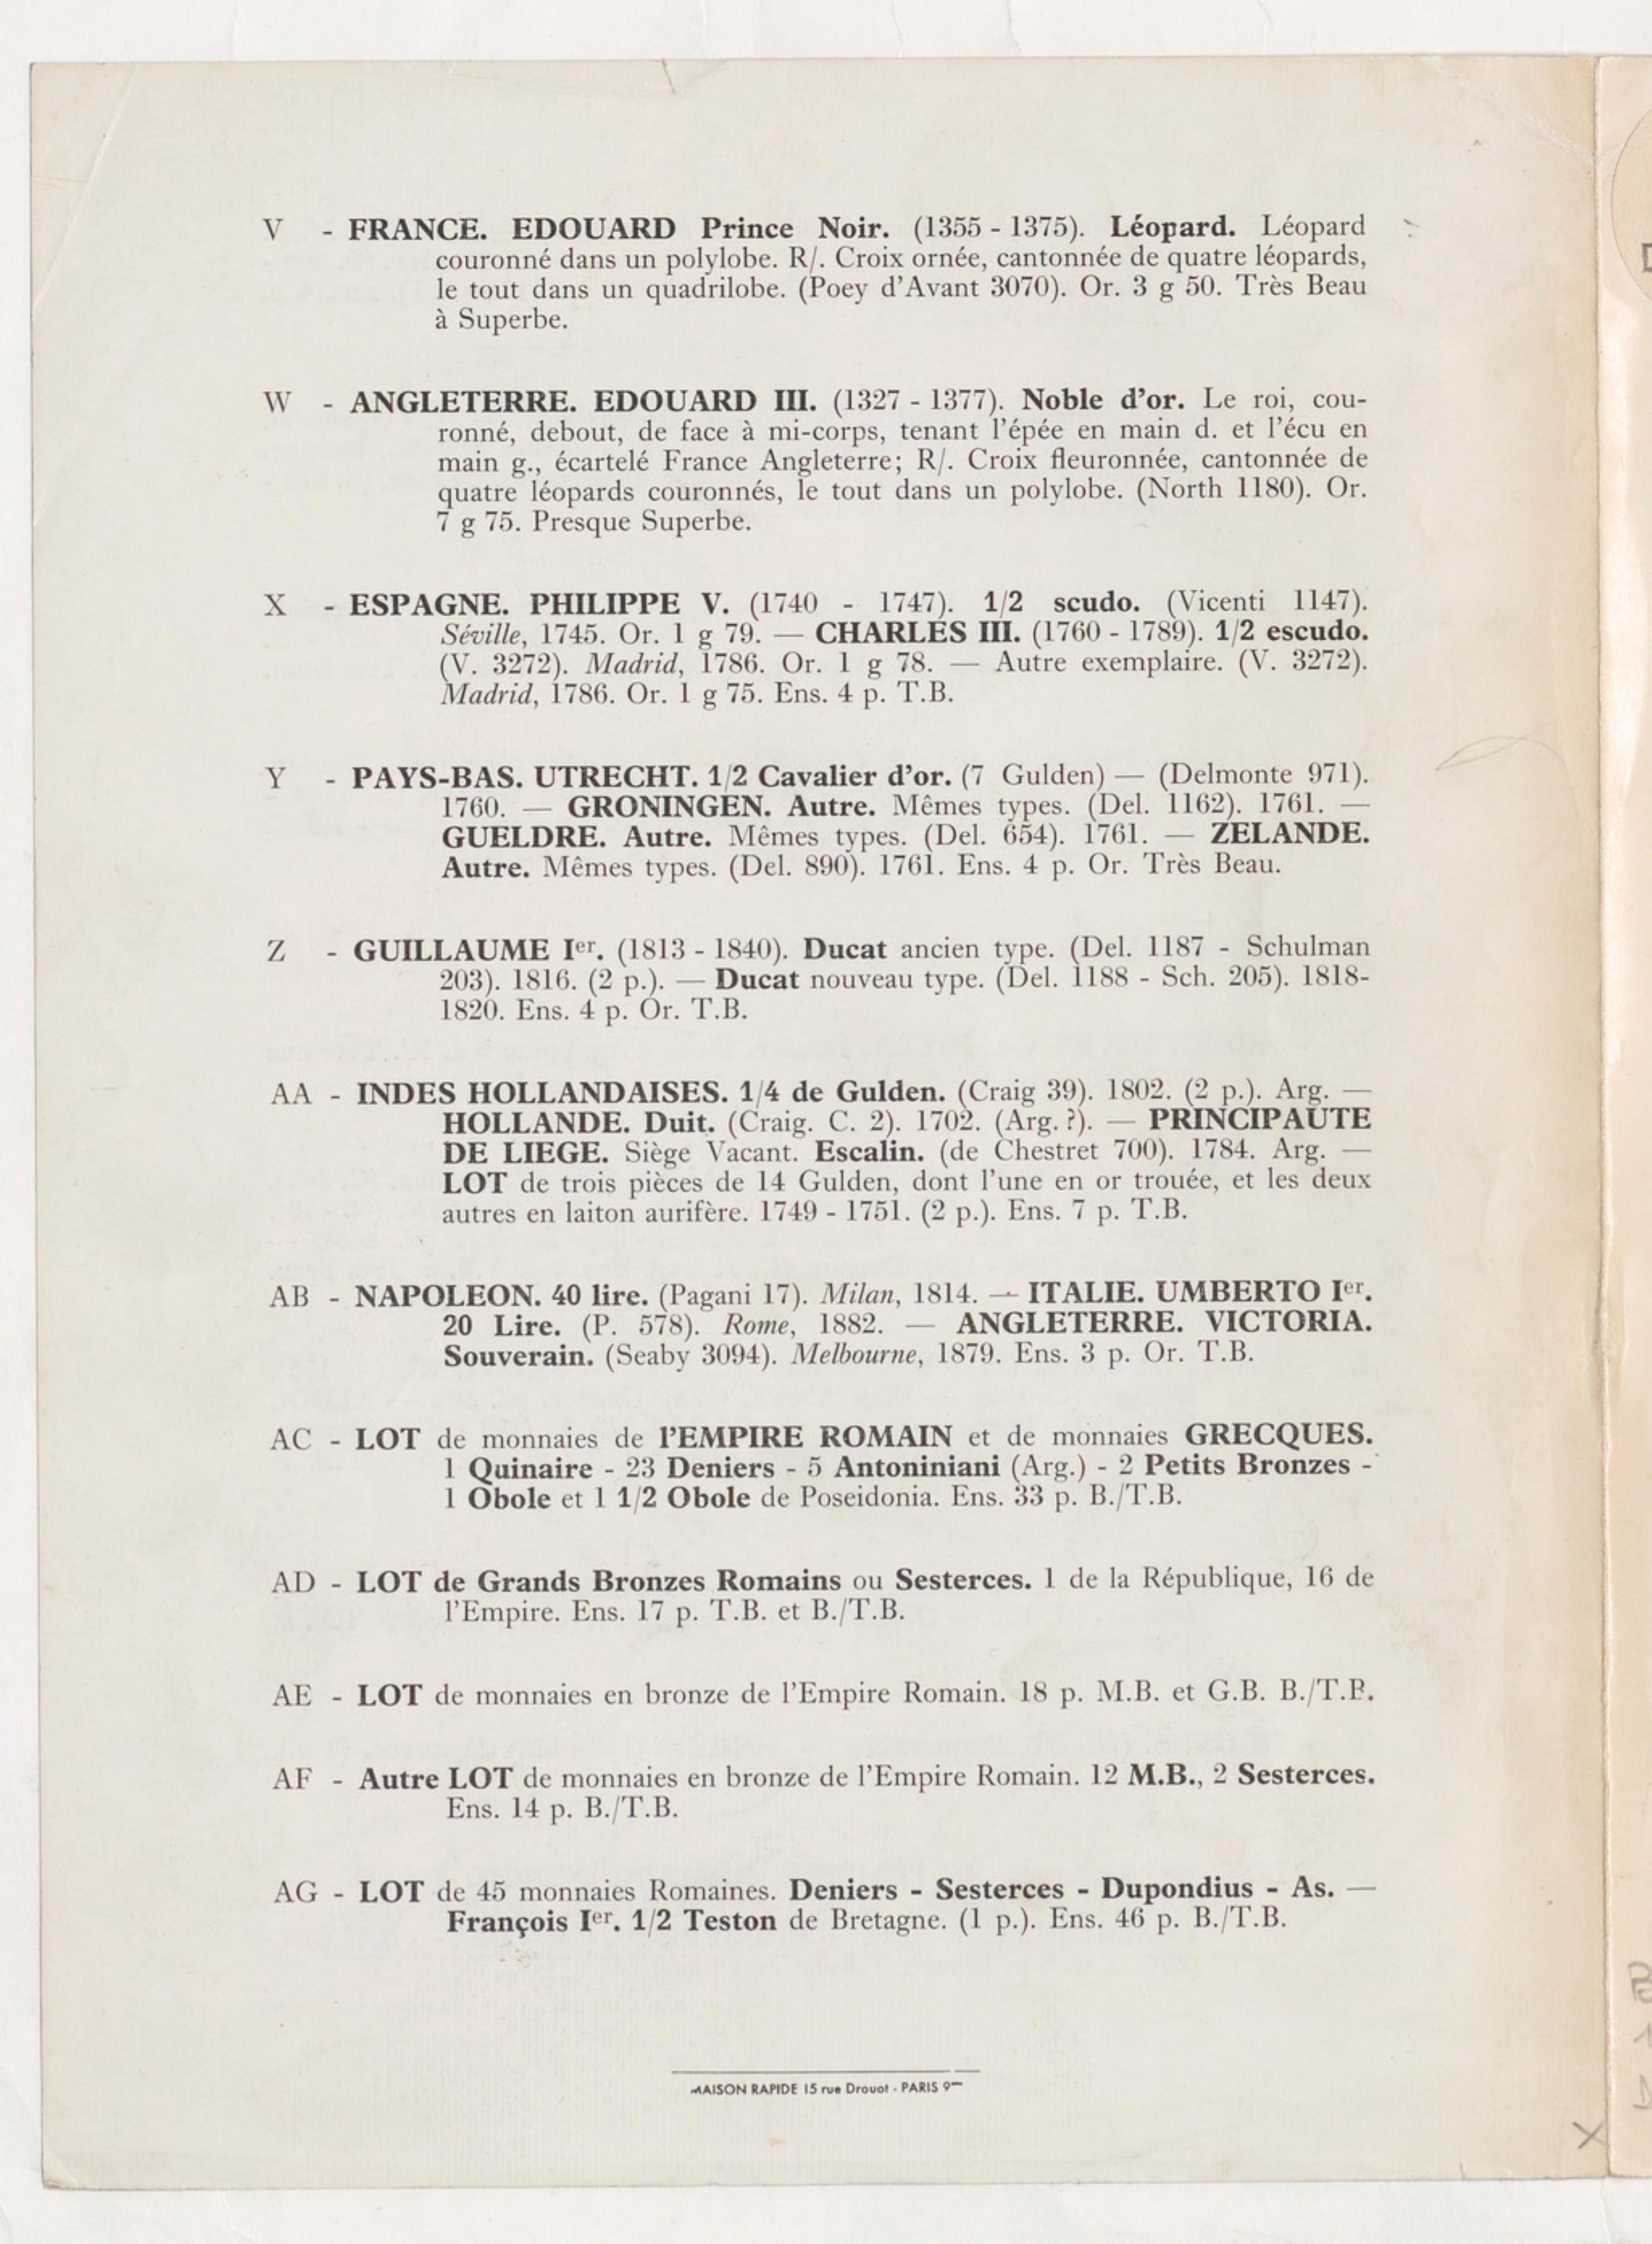 V - FRANCE. EDOUARD Prince Noir. (1355 - 1375). Léopard. Léopard
couronné dans un polylobe. R/. Croix ornée, cantonnée de quatre léopards,
le tout dans un quadrilobe. (Poey d'Avant 3070). Or. 3 g 50. Très Beau
à Superbe.
W - ANGLETERRE. EDOUARD III. (1327 - 1377). Noble d'or. Le roi, cou-
ronné, debout, de face à mi-corps, tenant l'épée en main d. et l'écu en
main g., écartelé France Angleterre; R/. Croix fleuronnée, cantonnée de
quatre léopards couronnés, le tout dans un polylobe. (North 1180). Or.
7 g 75. Presque Superbe.
X - ESPAGNE. PHILIPPE V. (1740 - 1747). 1/2 scudo. (Vicenti 1147).
Séville, 1745. Or. 1 g 79. — CHARLES III. (1760 - 1789). 1/2 escudo.
(V. 3272). Madrid, 1786. Or. 1 g 78. — Autre exemplaire. (V. 3272).
Madrid, 1786. Or. 1 g 75. Ens. 4 p. T.B.
Y - PAYS-BAS. UTRECHT. 1/2 Cavalier d'or. (7 Gulden) — (Delmonte 971).
1760. — GRONINGEN. Autre. Mêmes types. (Del. 1162). 1761. —
GUELDRE. Autre. Mêmes types. (Del. 654). 1761. — ZELANDE.
Autre. Mêmes types. (Del. 890). 1761. Ens. 4 p. Or. Très Beau.
Z - GUILLAUME Ier. (1813 - 1840). Ducat ancien type. (Del. 1187 - Schulman
203). 1816. (2 p.). — Ducat nouveau type. (Del. 1188 - Sch. 205). 1818-
1820. Ens. 4 p. Or. T.B.
AA - INDES HOLLANDAISES. 1/4 de Gulden. (Craig 39). 1802. (2 p.). Arg. —
HOLLANDE. Duit. (Craig. C. 2). 1702. (Arg. ?). — PRINCIPAUTE
DE LIEGE. Siège Vacant. Escalin. (de Chestret 700). 1784. Arg. —
LOT de trois pièces de 14 Gulden, dont l'une en or trouée, et les deux
autres en laiton aurifère. 1749 - 1751. (2 p.). Ens. 7 p. T.B.
AB - NAPOLEON. 40 lire. (Pagani 17). Milan, 1814. — ITALIE. UMBERTO Ier.
20 Lire. (P. 578). Rome, 1882. — ANGLETERRE. VICTORIA.
Souverain. (Seaby 3094). Melbourne, 1879. Ens. 3 p. Or. T.B.
AC - LOT de monnaies de l'EMPIRE ROMAIN et de monnaies GRECQUES.
1 Quinaire - 23 Deniers - 5 Antoniniani (Arg.) - 2 Petits Bronzes -
1 Obole et 1 1/2 Obole de Poseidonia. Ens. 33 p. B./T.B.
AD - LOT de Grands Bronzes Romains ou Sesterces. 1 de la République, 16 de
l'Empire. Ens. 17 p. T.B. et B./T.B.
AE - LOT de monnaies en bronze de l'Empire Romain. 18 p. M.B. et G.B. B./T.B.
AF - Autre LOT de monnaies en bronze de l'Empire Romain. 12 M.B., 2 Sesterces.
Ens. 14 p. B./T.B.
AG - LOT de 45 monnaies Romaines. Deniers - Sesterces - Dupondius - As. —
François Ier. 1/2 Teston de Bretagne. (1 p.). Ens. 46 p. B./T.B.
MAISON RAPIDE 15 rue Drouot - PARIS 9me
X